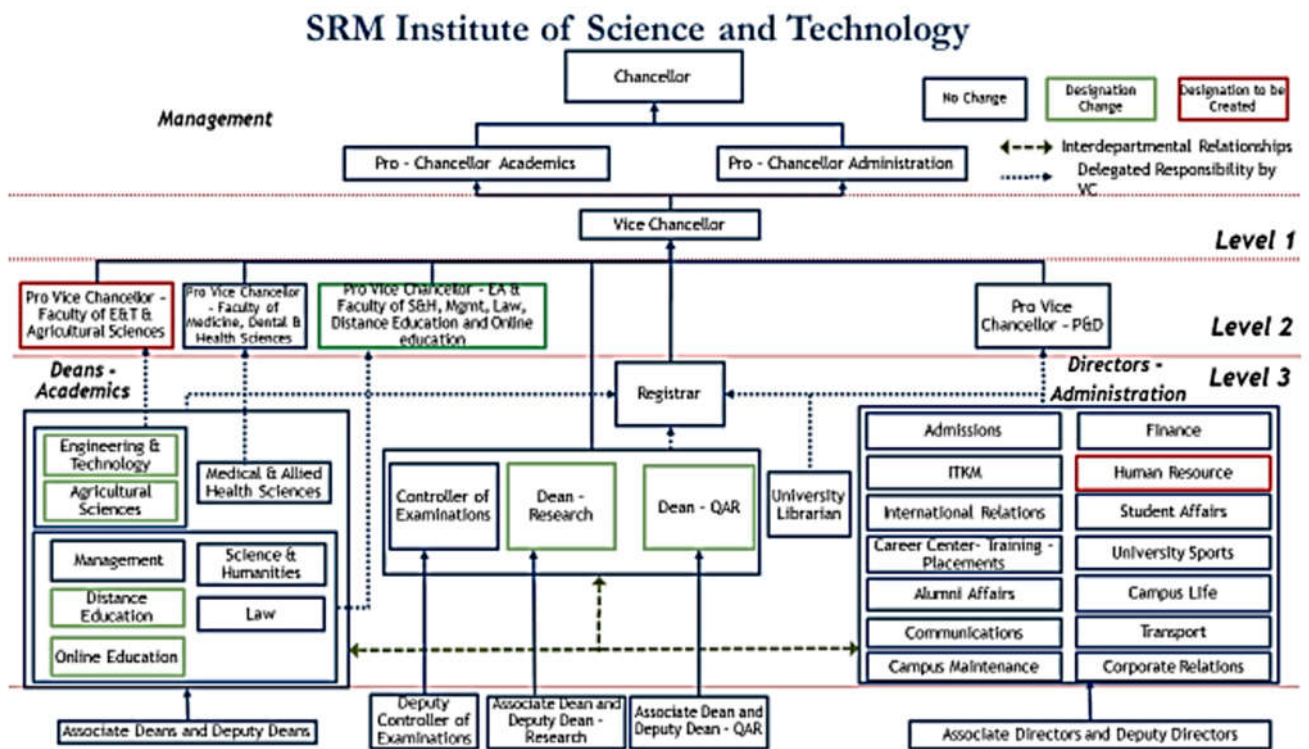 SRM Institute of Science and Technology
Chancellor
No Change
Designation
Change
Designation to be
Created
Management
Interdepartmental Relationships
Pro - Chancellor Academics
Pro - Chancellor Administration
Delegated Responsibility by
VC
Vice Chancellor
Level 1
Pro Vice Chancellor -
Faculty of E&T &
Agricultural Sciences
Pro Vice Chancellor
- Faculty of
Medicine, Dental &
Health Sciences
Pro Vice Chancellor - EA &
Faculty of S&H, Mgmt, Law,
Distance Education and Online
education
Pro Vice
Chancellor - P&D
Level 2
Deans -
Academics
Registrar
Directors -
Administration
Level 3
Engineering &
Technology
Agricultural
Sciences
Medical & Allied
Health Sciences
Management
Science &
Humanities
Distance
Education
Law
Online Education
Controller of
Examinations
Dean -
Research
Dean - QAR
University
Librarian
Admissions
Finance
ITKM
Human Resource
International Relations
Student Affairs
Career Center- Training -
Placements
University Sports
Alumni Affairs
Campus Life
Communications
Transport
Campus Maintenance
Corporate Relations
Associate Deans and Deputy Deans
Deputy
Controller of
Examinations
Associate Dean and
Deputy Dean -
Research
Associate Dean and
Deputy Dean - QAR
Associate Directors and Deputy Directors